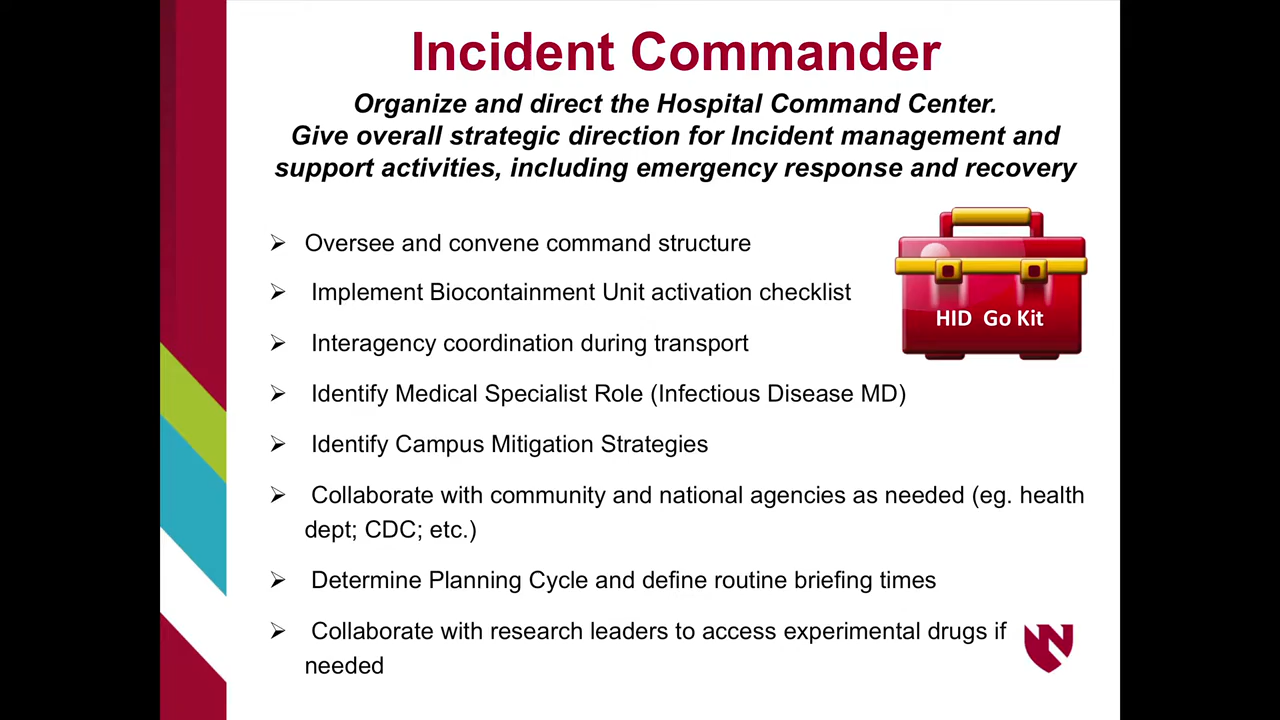 Incident Commander
Organize and direct the Hospital Command Center.
Give overall strategic direction for Incident management and
support activities, including emergency response and recovery
Oversee and convene command structure
Implement Biocontainment Unit activation checklist
HID Go Kit
Interagency coordination during transport
Identify Medical Specialist Role (Infectious Disease MD)
Identify Campus Mitigation Strategies
Collaborate with community and national agencies as needed (eg. health
dept; CDC; etc.)
Determine Planning Cycle and define routine briefing times
Collaborate with research leaders to access experimental drugs if
needed
N